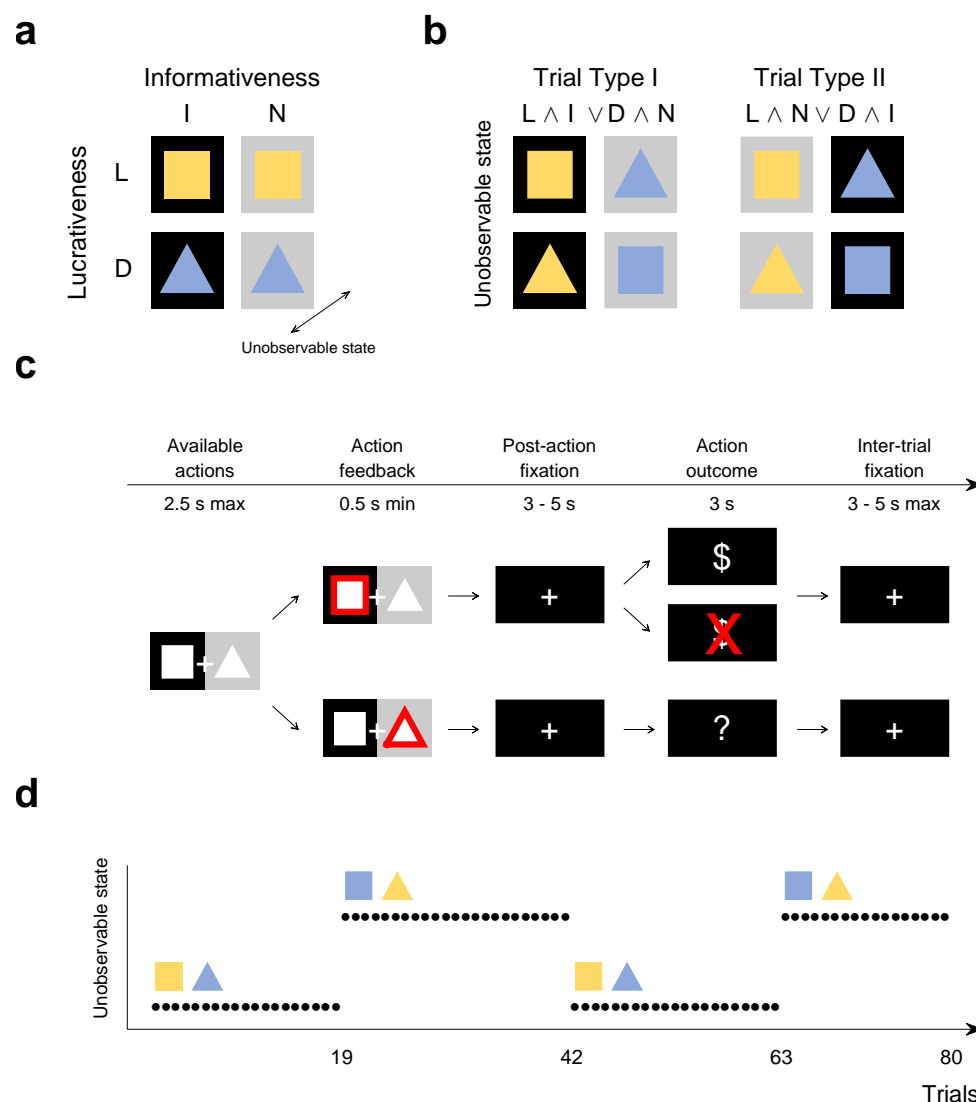 a
Informativeness
I N
Lucrativeness
L
D
Unobservable state
b
Trial Type I
L ∧ I ∨ D ∧ N
Trial Type II
L ∧ N ∨ D ∧ I
Unobservable state
c
Available
actions
2.5 s max
Action
feedback
0.5 s min
Post-action
fixation
3 - 5 s
Action
outcome
3 s
Inter-trial
fixation
3 - 5 s max
+
+
+
$
+
$
X
+
+
?
+
d
Unobservable state
19 42 63 80
Trials